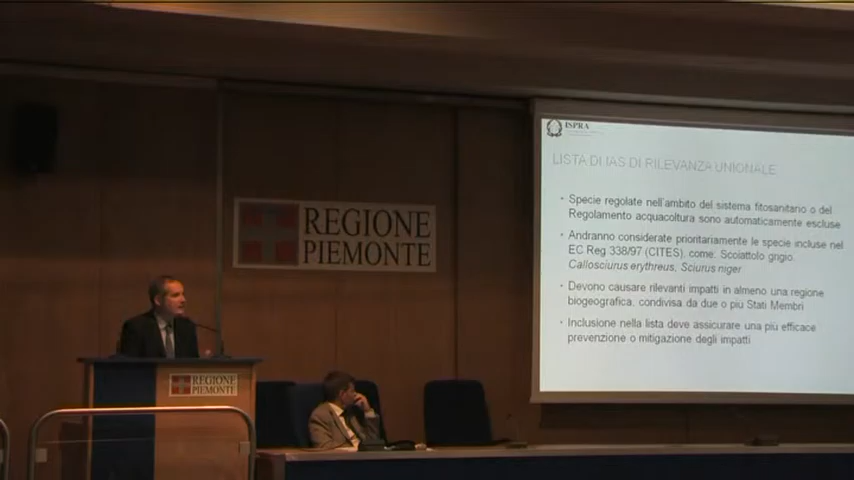 ISPRA
LISTA DI IAS DI RILEVANZA UNIONALE
• Specie regolate nell'ambito del sistema fitosanitario o del
Regolamento acquacoltura sono automaticamente escluse
• Andranno considerate prioritariamente le specie incluse nel
EC Reg 338/97 (CITES), come: Scoiattolo grigio,
Callosciurus erythreus, Sciurus niger
• Devono causare rilevanti impatti in almeno una regione
biogeografica, condivisa da due o più Stati Membri
• Inclusione nella lista deve assicurare una più efficace
prevenzione o mitigazione degli impatti
REGIONE
PIEMONTE
REGIONE
PIEMONTE